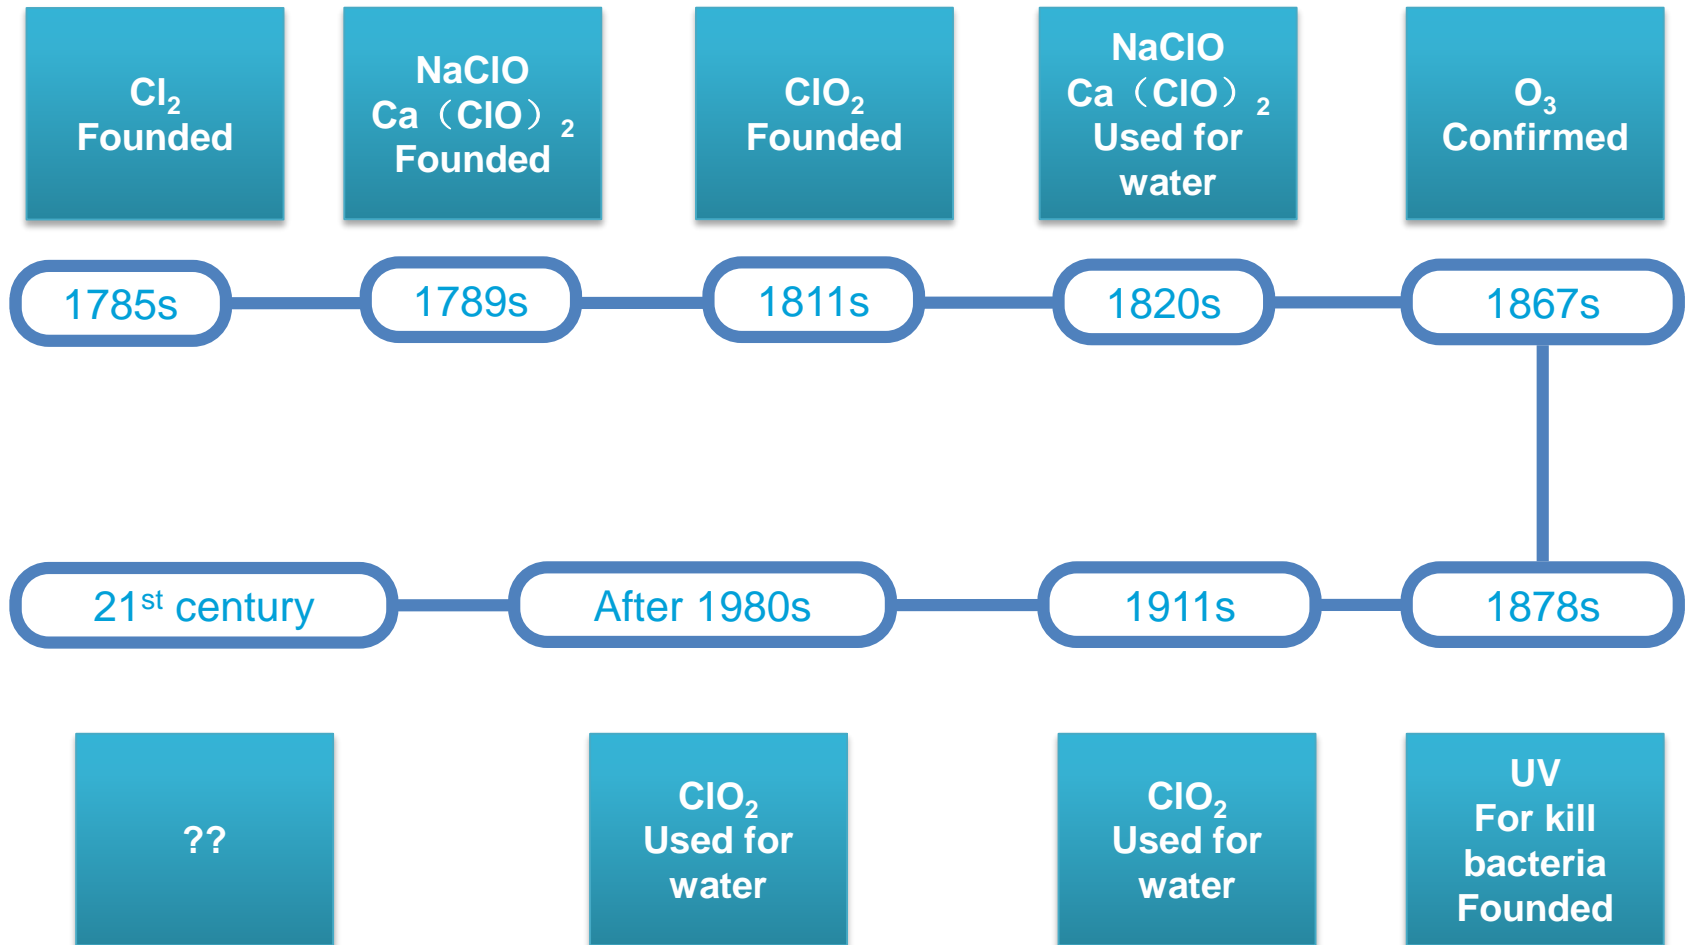 Cl₂
Founded
NaClO
Ca（ClO）₂
Founded
ClO₂
Founded
NaClO
Ca（ClO）₂
Used for
water
O₃
Confirmed
1785s
1789s
1811s
1820s
1867s
21ˢᵗ century
After 1980s
1911s
1878s
??
ClO₂
Used for
water
ClO₂
Used for
water
UV
For kill
bacteria
Founded